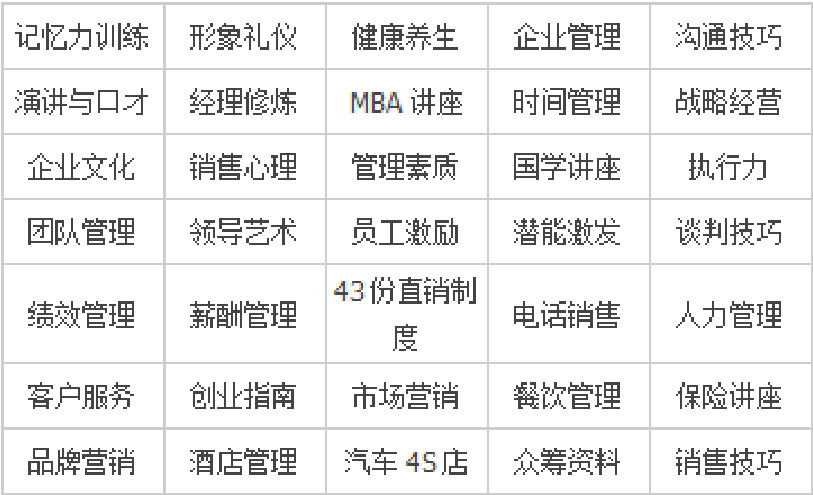 记忆力训练 形象礼仪 健康养生 企业管理 沟通技巧
演讲与口才 经理修炼 MBA 讲座 时间管理 战略经营
企业文化 销售心理 管理素质 国学讲座 执行力
团队管理 领导艺术 员工激励 潜能激发 谈判技巧
绩效管理 薪酬管理 43 份直销制 电话销售 人力管理
度
客户服务 创业指南 市场营销 餐饮管理 保险讲座
品牌营销 酒店管理 汽车 4S 店 众筹资料 销售技巧